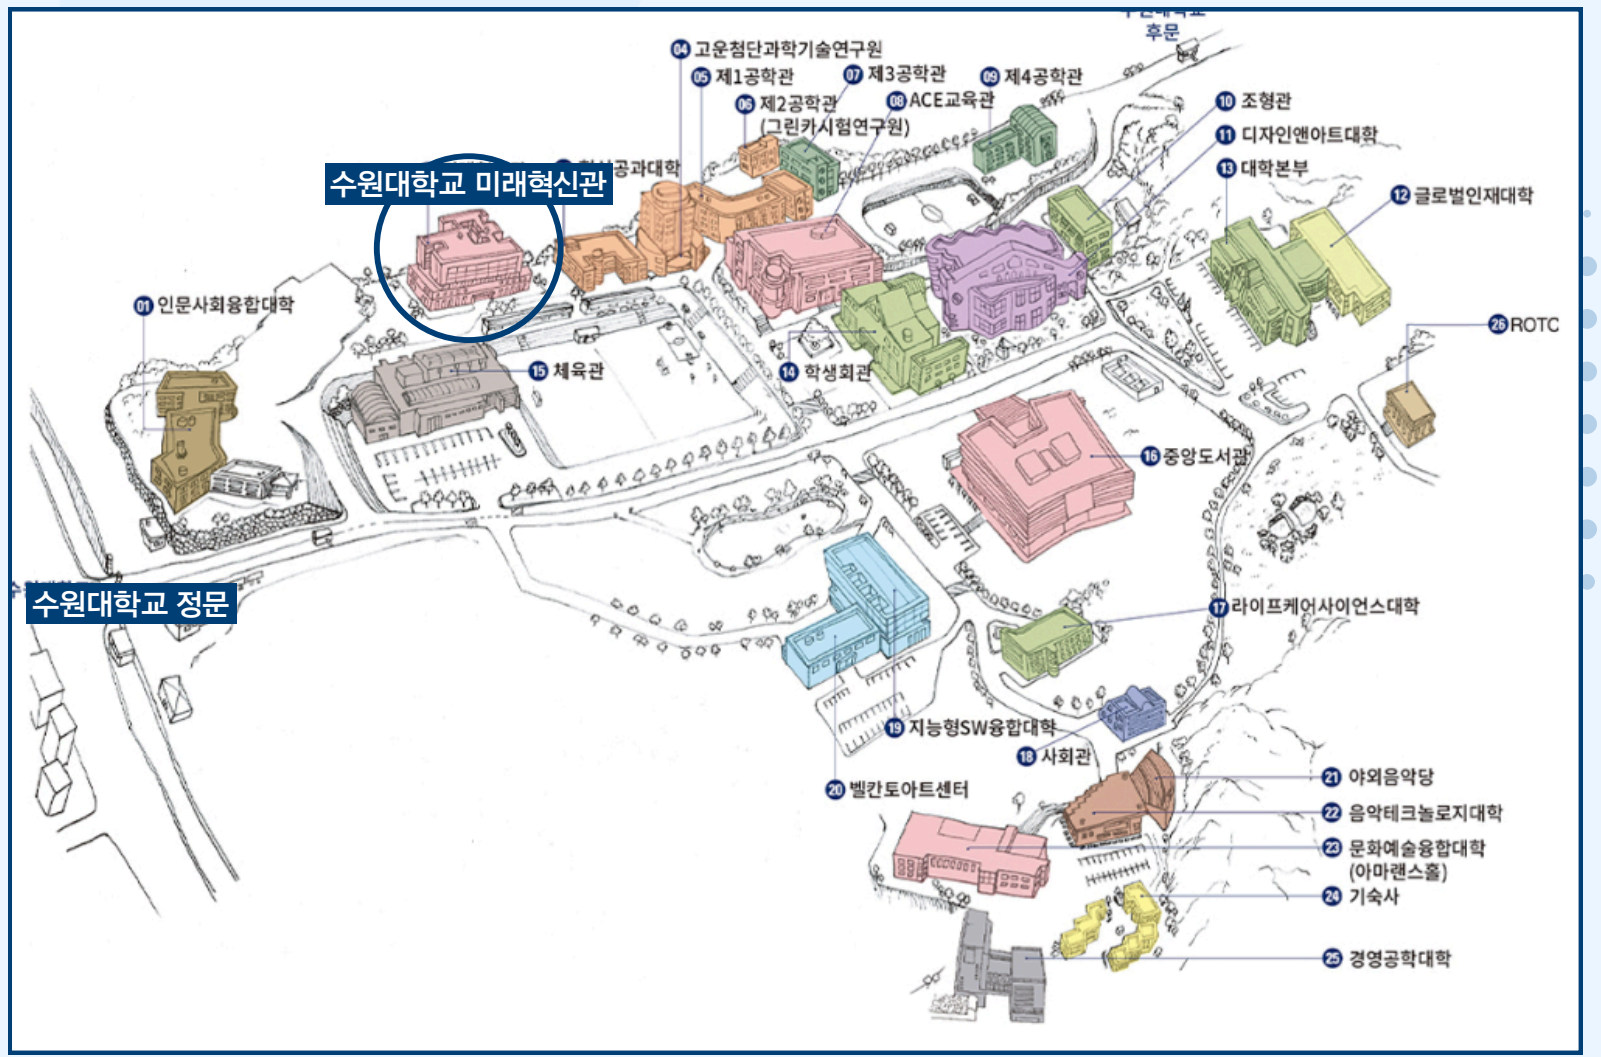 후문
04 고운첨단과학기술연구원
05 제1공학관
07 제3공학관
09 제4공학관
06 제2공학관
(그린카시험연구원)
08 ACE교육관
10 조형관
11 디자인앤아트대학
13 대학본부
12 글로벌인재대학
공과대학
수원대학교 미래혁신관
01 인문사회융합대학
26 ROTC
15 체육관
14 학생회관
16 중앙도서관
수원대학교 정문
17 라이프케어사이언스대학
19 지능형SW융합대학
18 사회관
20 벨칸토아트센터
21 야외음악당
22 음악테크놀로지대학
23 문화예술융합대학
(아마랜스홀)
24 기숙사
25 경영공학대학